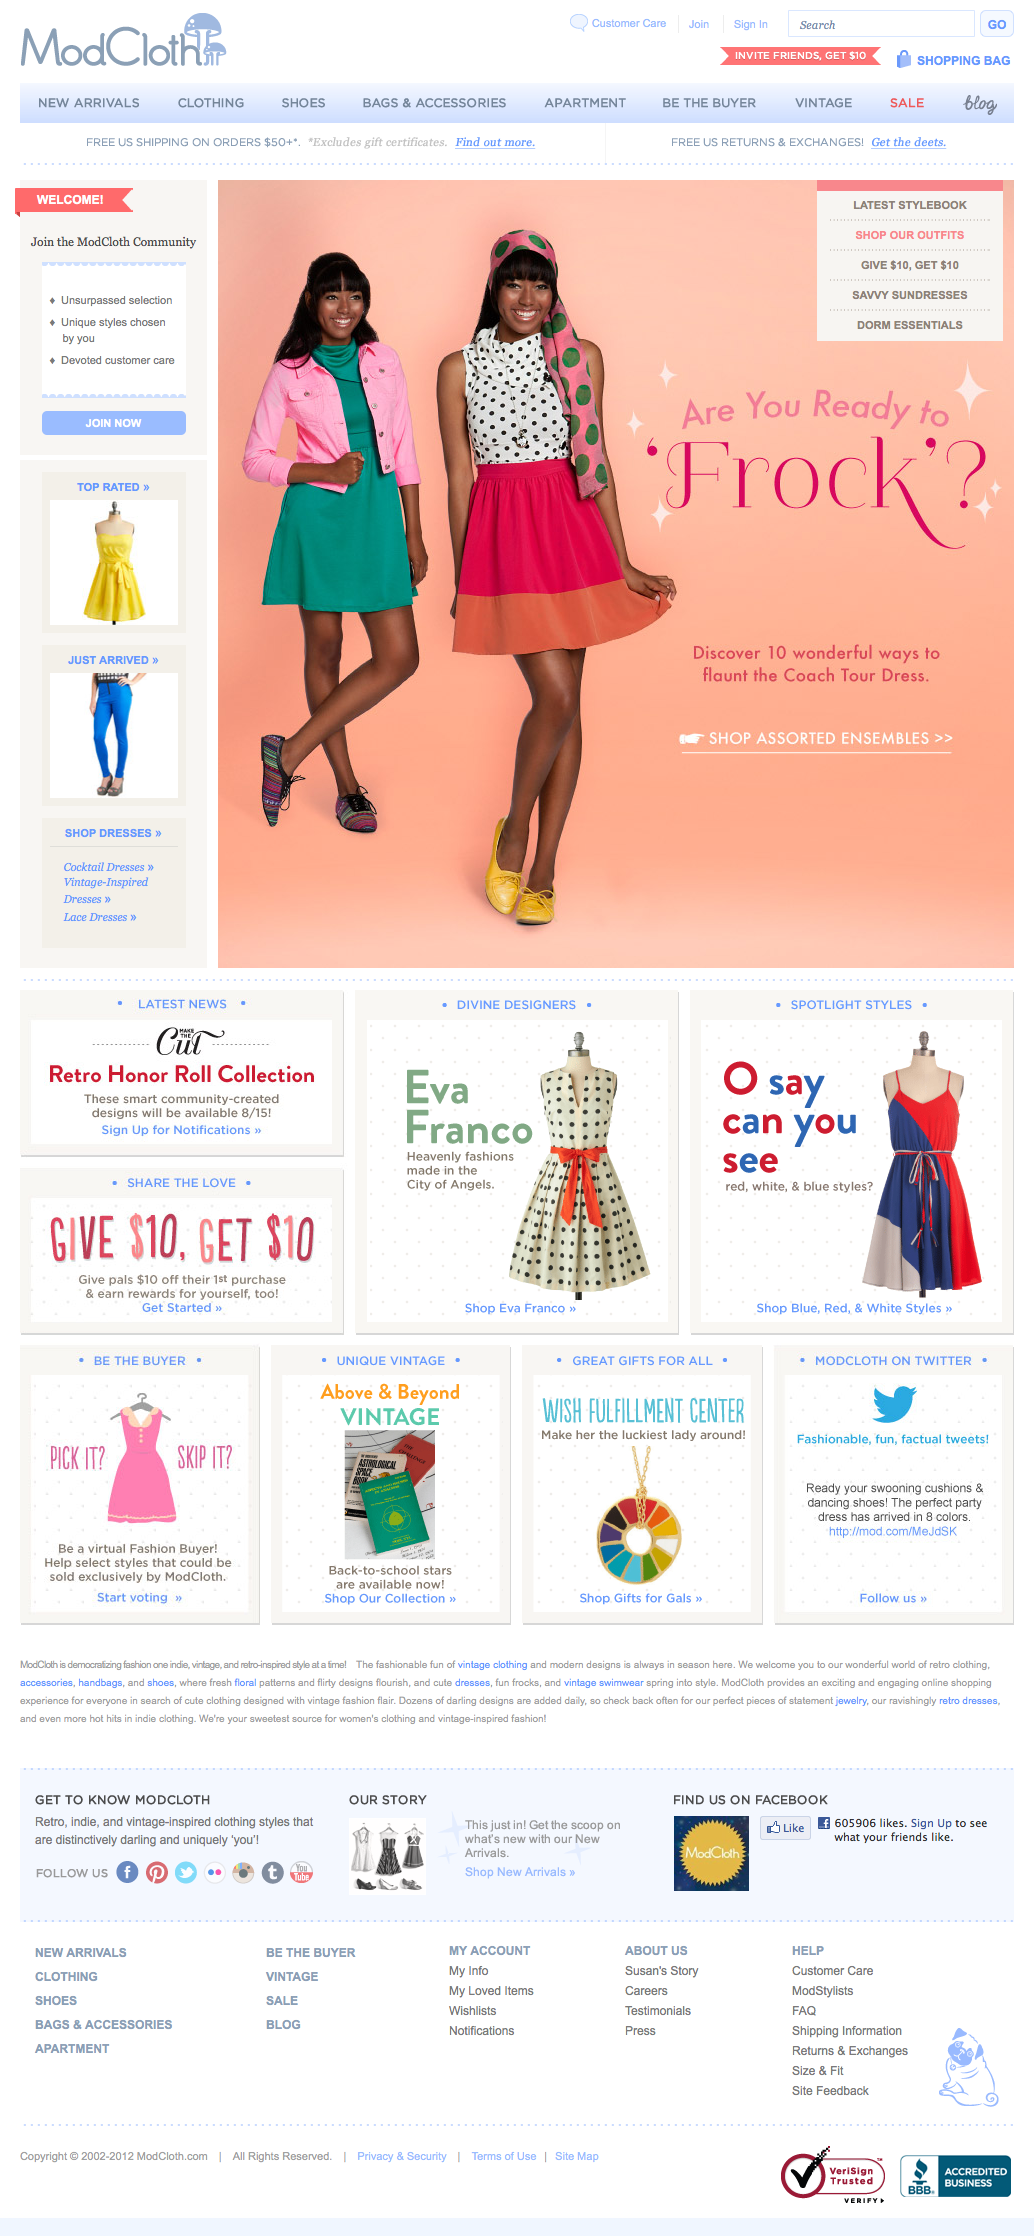 ModCloth
Customer Care
Join
Sign In
Search
GO
INVITE FRIENDS, GET $10
SHOPPING BAG
NEW ARRIVALS
CLOTHING
SHOES
BAGS & ACCESSORIES
APARTMENT
BE THE BUYER
VINTAGE
SALE
blog
FREE US SHIPPING ON ORDERS $50+*. *Excludes gift certificates. Find out more.
FREE US RETURNS & EXCHANGES! Get the deets.
WELCOME!
Join the ModCloth Community
♦ Unsurpassed selection
♦ Unique styles chosen
by you
♦ Devoted customer care
JOIN NOW
TOP RATED »
JUST ARRIVED »
SHOP DRESSES »
Cocktail Dresses »
Vintage-Inspired
Dresses »
Lace Dresses »
LATEST STYLEBOOK
SHOP OUR OUTFITS
GIVE $10, GET $10
SAVVY SUNDRESSES
DORM ESSENTIALS
Are You Ready to
'Frock'?
Discover 10 wonderful ways to
flaunt the Coach Tour Dress.
SHOP ASSORTED ENSEMBLES >>
• LATEST NEWS •
MAKE THE Cut
Retro Honor Roll Collection
These smart community-created
designs will be available 8/15!
Sign Up for Notifications »
• SHARE THE LOVE •
GIVE $10, GET $10
Give pals $10 off their 1st purchase
& earn rewards for yourself, too!
Get Started »
• DIVINE DESIGNERS •
Eva
Franco
Heavenly fashions
made in the
City of Angels.
Shop Eva Franco »
• SPOTLIGHT STYLES •
O say
can you
see
red, white, & blue styles?
Shop Blue, Red, & White Styles »
• BE THE BUYER •
PICK IT? SKIP IT?
Be a virtual Fashion Buyer!
Help select styles that could be
sold exclusively by ModCloth.
Start voting »
• UNIQUE VINTAGE •
Above & Beyond
VINTAGE
THE CHALLENGE
ASTROLOGICAL
SPACE
BOOK
Back-to-school stars
are available now!
Shop Our Collection »
• GREAT GIFTS FOR ALL •
WISH FULFILLMENT CENTER
Make her the luckiest lady around!
Shop Gifts for Gals »
• MODCLOTH ON TWITTER •
Fashionable, fun, factual tweets!
Ready your swooning cushions &
dancing shoes! The perfect party
dress has arrived in 8 colors.
http://mod.com/MeJdSK
Follow us »
ModCloth is democratizing fashion one indie, vintage, and retro-inspired style at a time! The fashionable fun of vintage clothing and modern designs is always in season here. We welcome you to our wonderful world of retro clothing,
accessories, handbags, and shoes, where fresh floral patterns and flirty designs flourish, and cute dresses, fun frocks, and vintage swimwear spring into style. ModCloth provides an exciting and engaging online shopping
experience for everyone in search of cute clothing designed with vintage fashion flair. Dozens of darling designs are added daily, so check back often for our perfect pieces of statement jewelry, our ravishingly retro dresses,
and even more hot hits in indie clothing. We're your sweetest source for women's clothing and vintage-inspired fashion!
GET TO KNOW MODCLOTH
Retro, indie, and vintage-inspired clothing styles that
are distinctively darling and uniquely 'you'!
FOLLOW US
You Tube
OUR STORY
This just in! Get the scoop on
what's new with our New
Arrivals.
Shop New Arrivals »
FIND US ON FACEBOOK
ModCloth
Like
605906 likes. Sign Up to see
what your friends like.
NEW ARRIVALS
CLOTHING
SHOES
BAGS & ACCESSORIES
APARTMENT
BE THE BUYER
VINTAGE
SALE
BLOG
MY ACCOUNT
My Info
My Loved Items
Wishlists
Notifications
ABOUT US
Susan's Story
Careers
Testimonials
Press
HELP
Customer Care
ModStylists
FAQ
Shipping Information
Returns & Exchanges
Size & Fit
Site Feedback
Copyright © 2002-2012 ModCloth.com | All Rights Reserved. | Privacy & Security | Terms of Use | Site Map
VeriSign
Trusted
VERIFY
BBB.
ACCREDITED
BUSINESS